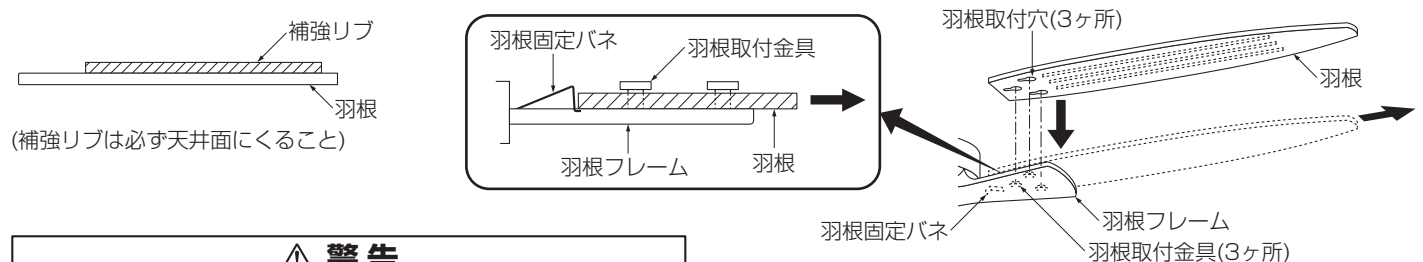 補強リブ
羽根
(補強リブは必ず天井面にくること)
羽根固定バネ
羽根取付金具
羽根フレーム
羽根
羽根取付穴(3ヶ所)
羽根
羽根固定バネ
羽根フレーム
羽根取付金具(3ヶ所)
⚠ 警告